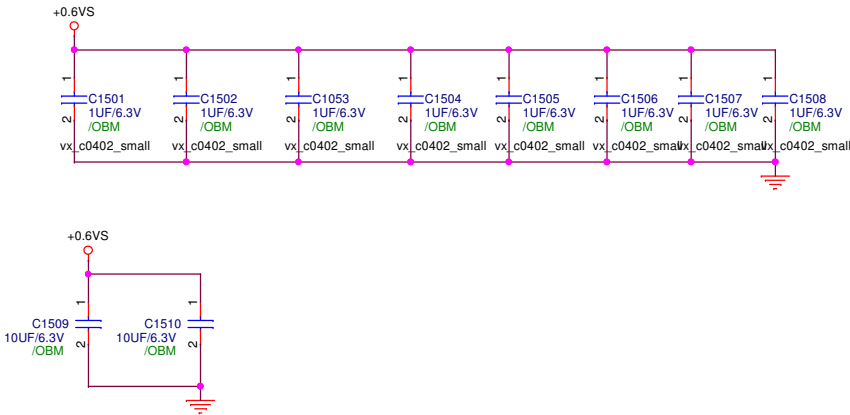 +0.6VS
1 1 1 1 1 1 1 1
C1501 C1502 C1053 C1504 C1505 C1506 C1507 C1508
1UF/6.3V 1UF/6.3V 1UF/6.3V 1UF/6.3V 1UF/6.3V 1UF/6.3V 1UF/6.3V 1UF/6.3V
2 2 2 2 2 2 2 2
/OBM /OBM /OBM /OBM /OBM /OBM /OBM /OBM
vx_c0402_small vx_c0402_small vx_c0402_small vx_c0402_small vx_c0402_small vx_c0402_small vx_c0402_small vx_c0402_small
+0.6VS
1 1
C1509 C1510
10UF/6.3V 10UF/6.3V
2 2
/OBM /OBM